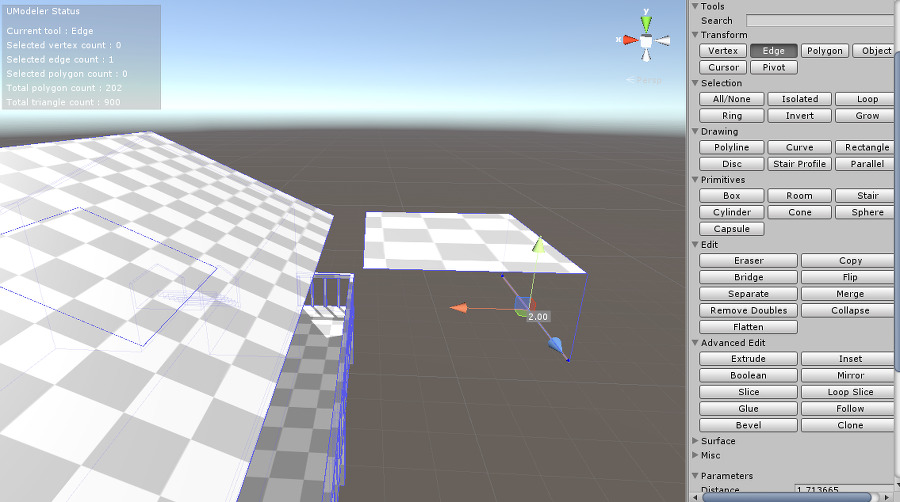 UModeler Status
Current tool : Edge
Selected vertex count : 0
Selected edge count : 1
Selected polygon count : 0
Total polygon count : 202
Total triangle count : 900
y
x
Persp
2.00
Tools
Search
Transform
Vertex Edge Polygon Object
Cursor Pivot
Selection
All/None Isolated Loop
Ring Invert Grow
Drawing
Polyline Curve Rectangle
Disc Stair Profile Parallel
Primitives
Box Room Stair
Cylinder Cone Sphere
Capsule
Edit
Eraser Copy
Bridge Flip
Separate Merge
Remove Doubles Collapse
Flatten
Advanced Edit
Extrude Inset
Boolean Mirror
Slice Loop Slice
Glue Follow
Bevel Clone
Surface
Misc
Parameters
Distance 1.713665